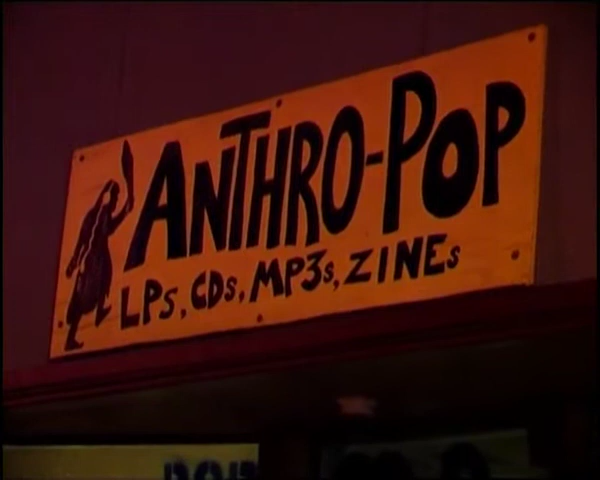 ANTHRO-POP
LPs, CDs, MP3s, ZINEs